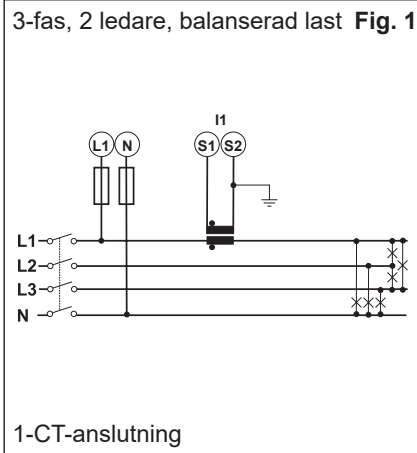 3-fas, 2 ledare, balanserad last Fig. 1
I1
L1 N S1 S2
L1
L2
L3
N
1-CT-anslutning